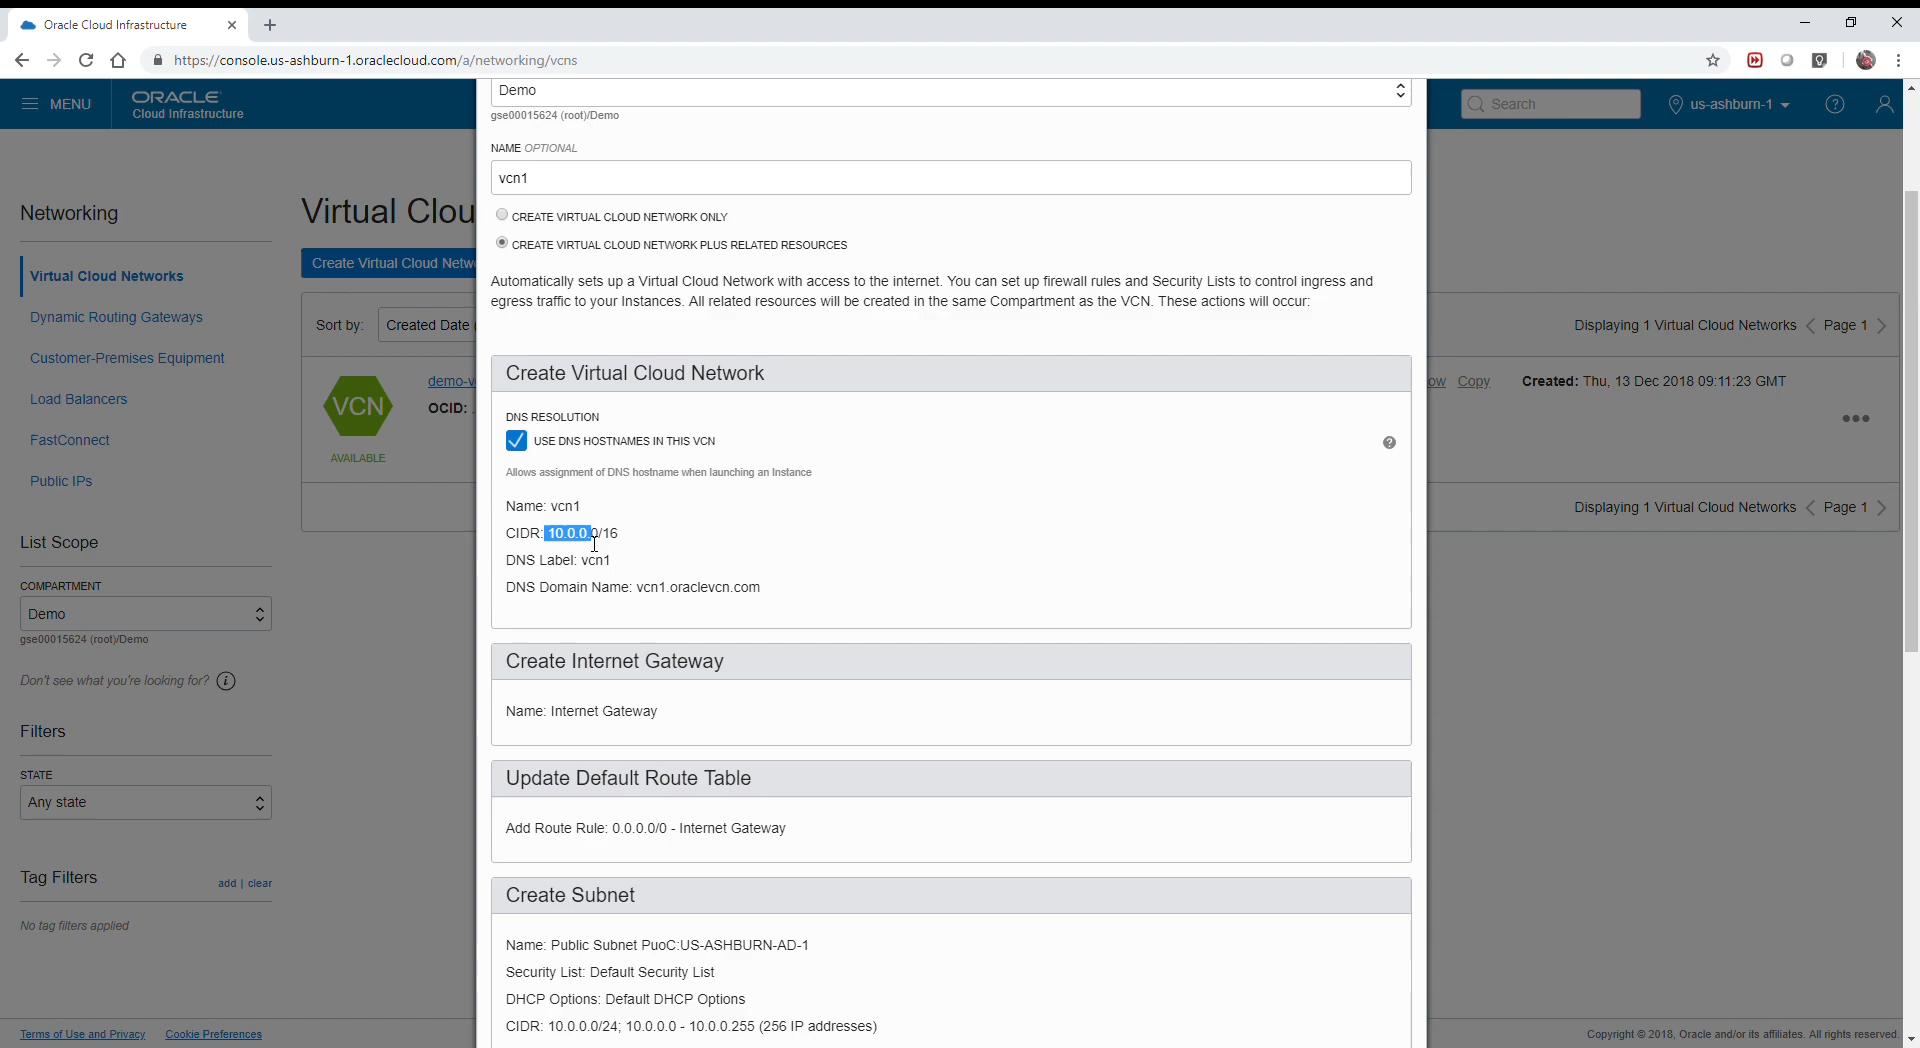 Oracle Cloud Infrastructure
https://console.us-ashburn-1.oraclecloud.com/a/networking/vcns
MENU
ORACLE
Cloud Infrastructure
Search
us-ashburn-1
Demo
gse00015624 (root)/Demo
NAME OPTIONAL
vcn1
CREATE VIRTUAL CLOUD NETWORK ONLY
CREATE VIRTUAL CLOUD NETWORK PLUS RELATED RESOURCES
Automatically sets up a Virtual Cloud Network with access to the internet. You can set up firewall rules and Security Lists to control ingress and
egress traffic to your Instances. All related resources will be created in the same Compartment as the VCN. These actions will occur:
Create Virtual Cloud Network
DNS RESOLUTION
USE DNS HOSTNAMES IN THIS VCN
Allows assignment of DNS hostname when launching an Instance
Name: vcn1
CIDR: 10.0.0.0/16
DNS Label: vcn1
DNS Domain Name: vcn1.oraclevcn.com
Create Internet Gateway
Name: Internet Gateway
Update Default Route Table
Add Route Rule: 0.0.0.0/0 - Internet Gateway
Create Subnet
Name: Public Subnet PuoC:US-ASHBURN-AD-1
Security List: Default Security List
DHCP Options: Default DHCP Options
CIDR: 10.0.0.0/24; 10.0.0.0 - 10.0.0.255 (256 IP addresses)
Networking
Virtual Cloud Networks
Dynamic Routing Gateways
Customer-Premises Equipment
Load Balancers
FastConnect
Public IPs
List Scope
COMPARTMENT
Demo
gse00015624 (root)/Demo
Don't see what you're looking for?
Filters
STATE
Any state
Tag Filters
add | clear
No tag filters applied
Virtual Clou
Create Virtual Cloud Netw
Sort by: Created Date (
VCN
AVAILABLE
demo-v
OCID: .
Displaying 1 Virtual Cloud Networks Page 1
ow Copy Created: Thu, 13 Dec 2018 09:11:23 GMT
Displaying 1 Virtual Cloud Networks Page 1
Terms of Use and Privacy Cookie Preferences
Copyright © 2018, Oracle and/or its affiliates. All rights reserved.